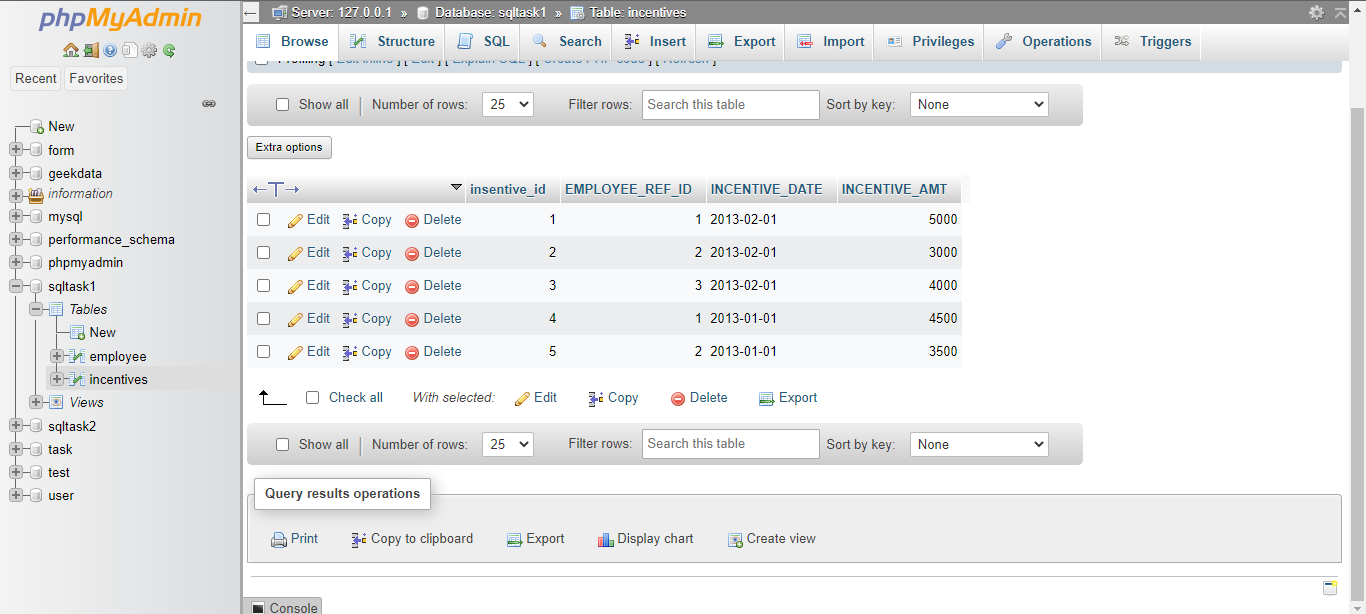 phpMyAdmin
Recent Favorites
New
form
geekdata
information
mysql
performance_schema
phpmyadmin
sqltask1
Tables
New
employee
incentives
Views
sqltask2
task
test
user
Server: 127.0.0.1 » Database: sqltask1 » Table: incentives
Browse Structure SQL Search Insert Export Import Privileges Operations Triggers
Profiling [ Edit inline ] [ Edit ] [ Explain SQL ] [ Create PHP code ] [ Refresh ]
Show all Number of rows: 25 Filter rows: Search this table Sort by key: None
Extra options
insentive_id EMPLOYEE_REF_ID INCENTIVE_DATE INCENTIVE_AMT
Edit Copy Delete 1 1 2013-02-01 5000
Edit Copy Delete 2 2 2013-02-01 3000
Edit Copy Delete 3 3 2013-02-01 4000
Edit Copy Delete 4 1 2013-01-01 4500
Edit Copy Delete 5 2 2013-01-01 3500
Check all With selected: Edit Copy Delete Export
Show all Number of rows: 25 Filter rows: Search this table Sort by key: None
Query results operations
Print Copy to clipboard Export Display chart Create view
Console